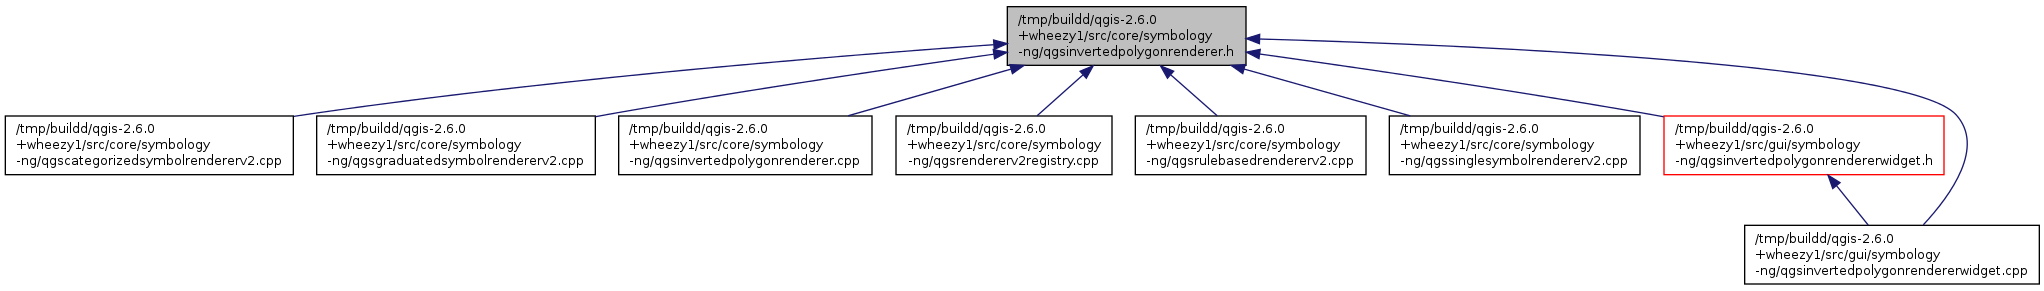 /tmp/buildd/qgis-2.6.0
+wheezy1/src/core/symbology
-ng/qgsinvertedpolygonrenderer.h
/tmp/buildd/qgis-2.6.0
+wheezy1/src/core/symbology
-ng/qgscategorizedsymbolrendererv2.cpp
/tmp/buildd/qgis-2.6.0
+wheezy1/src/core/symbology
-ng/qgsgraduatedsymbolrendererv2.cpp
/tmp/buildd/qgis-2.6.0
+wheezy1/src/core/symbology
-ng/qgsinvertedpolygonrenderer.cpp
/tmp/buildd/qgis-2.6.0
+wheezy1/src/core/symbology
-ng/qgsrendererv2registry.cpp
/tmp/buildd/qgis-2.6.0
+wheezy1/src/core/symbology
-ng/qgsrulebasedrendererv2.cpp
/tmp/buildd/qgis-2.6.0
+wheezy1/src/core/symbology
-ng/qgssinglesymbolrendererv2.cpp
/tmp/buildd/qgis-2.6.0
+wheezy1/src/gui/symbology
-ng/qgsinvertedpolygonrendererwidget.h
/tmp/buildd/qgis-2.6.0
+wheezy1/src/gui/symbology
-ng/qgsinvertedpolygonrendererwidget.cpp